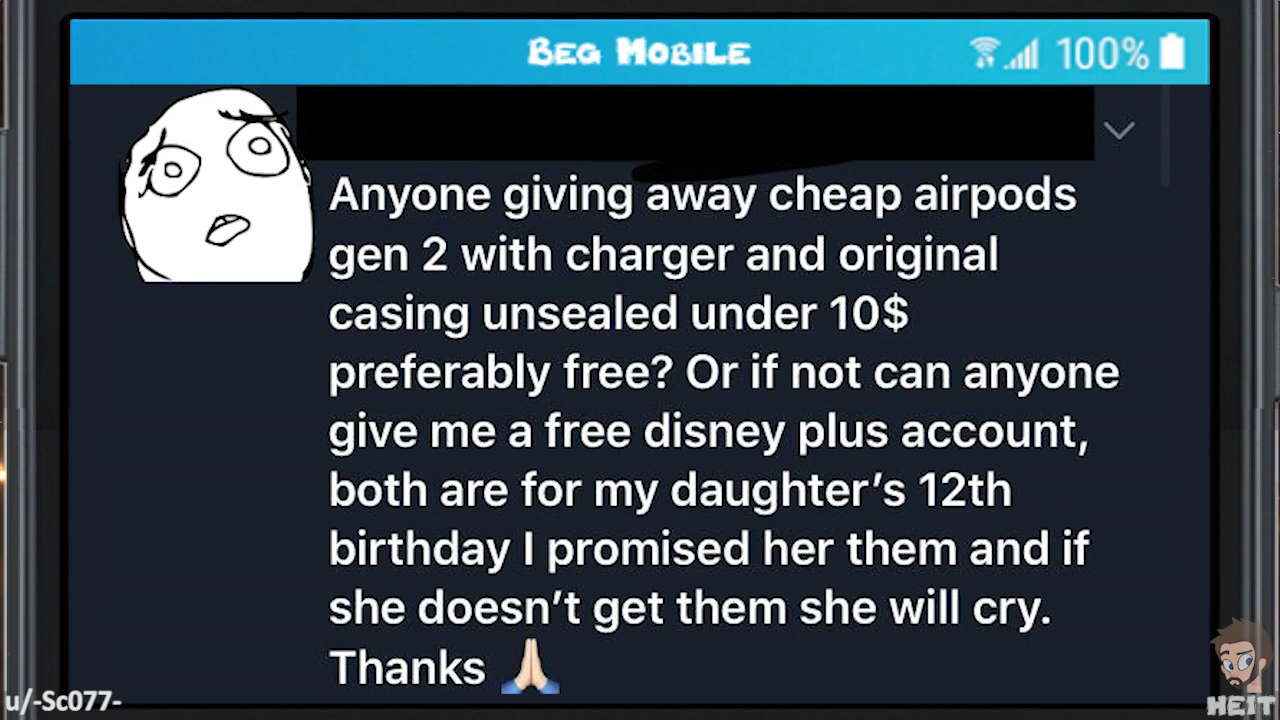 BEG MOBILE
100%
Anyone giving away cheap airpods
gen 2 with charger and original
casing unsealed under 10$
preferably free? Or if not can anyone
give me a free disney plus account,
both are for my daughter’s 12th
birthday I promised her them and if
she doesn’t get them she will cry.
Thanks 🙏🏻
u/-Sc077-
HEIT